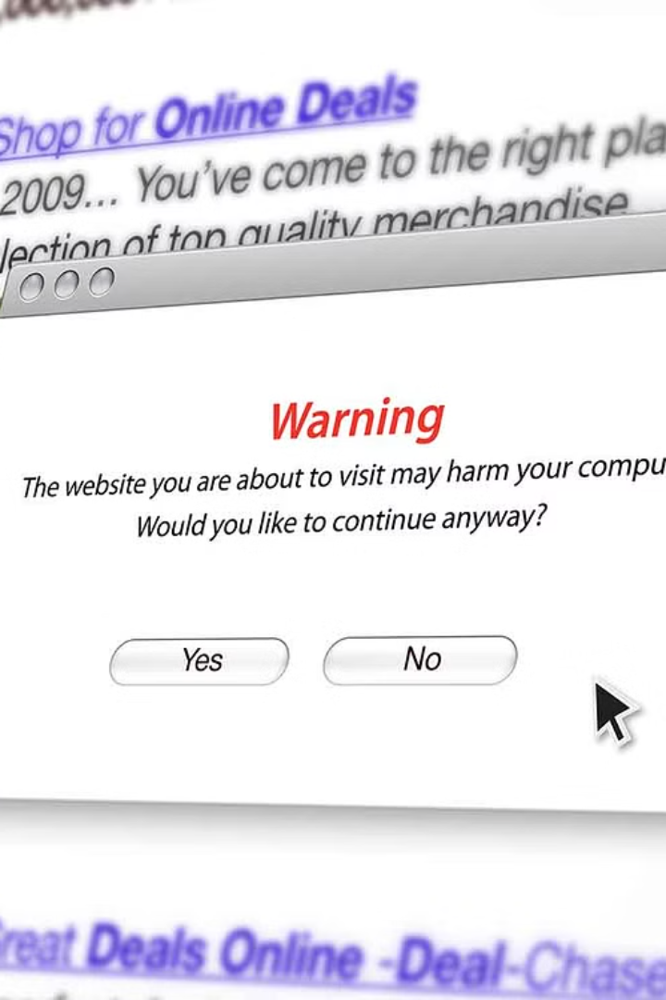 Shop for Online Deals
2009... You've come to the right pla
lection of top quality merchandise
Warning
The website you are about to visit may harm your compu
Would you like to continue anyway?
Yes
No
reat Deals Online -Deal-Chase